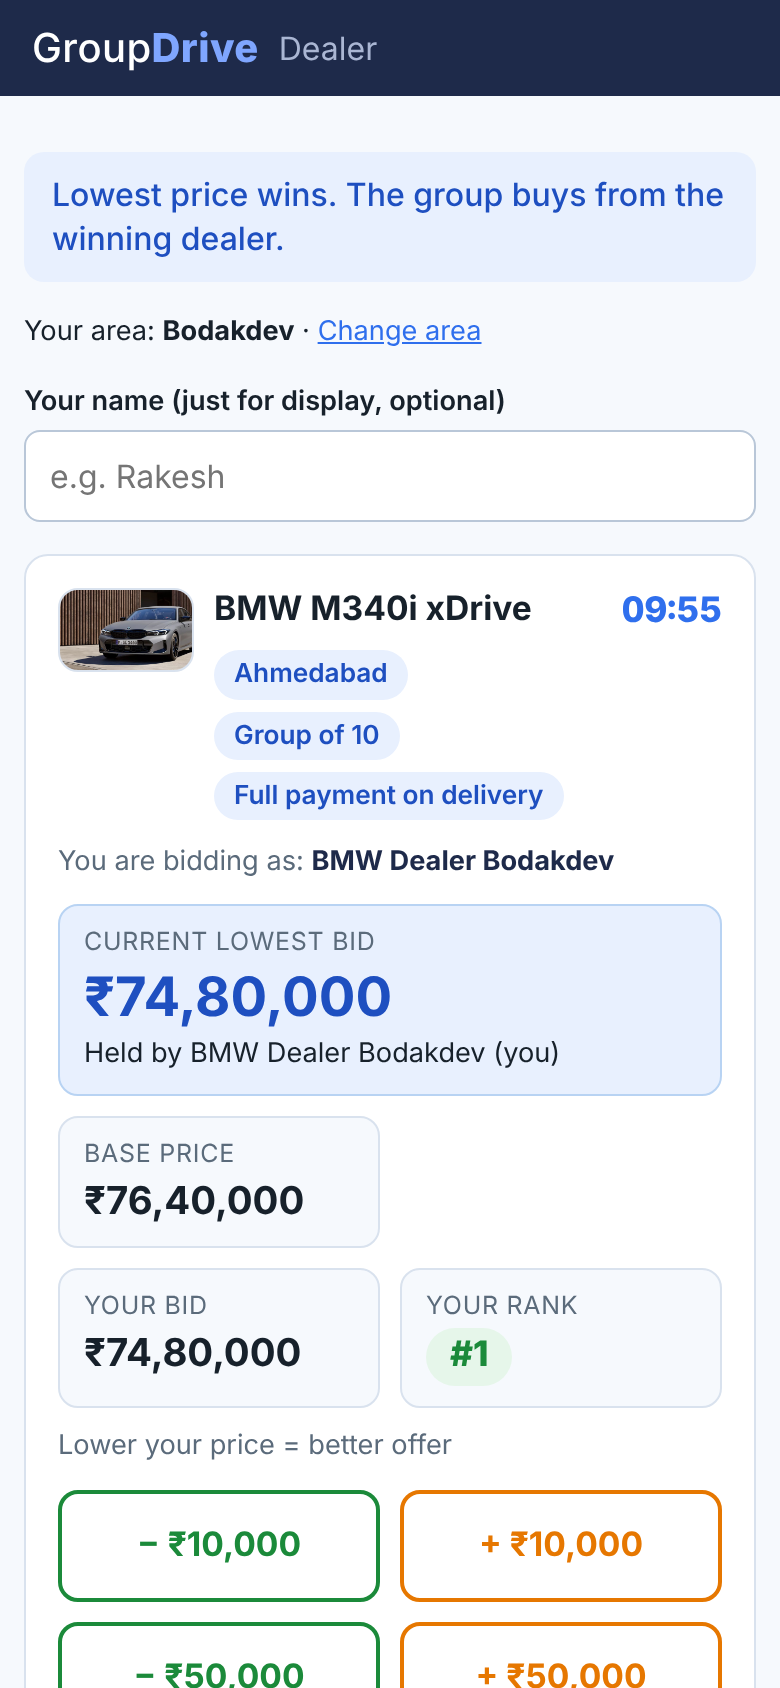 GroupDrive Dealer
Lowest price wins. The group buys from the
winning dealer.
Your area: Bodakdev · Change area
Your name (just for display, optional)
e.g. Rakesh
BMW M340i xDrive
09:55
Ahmedabad
Group of 10
Full payment on delivery
You are bidding as: BMW Dealer Bodakdev
CURRENT LOWEST BID
₹74,80,000
Held by BMW Dealer Bodakdev (you)
BASE PRICE
₹76,40,000
YOUR BID
₹74,80,000
YOUR RANK
#1
Lower your price = better offer
− ₹10,000
+ ₹10,000
− ₹50,000
+ ₹50,000